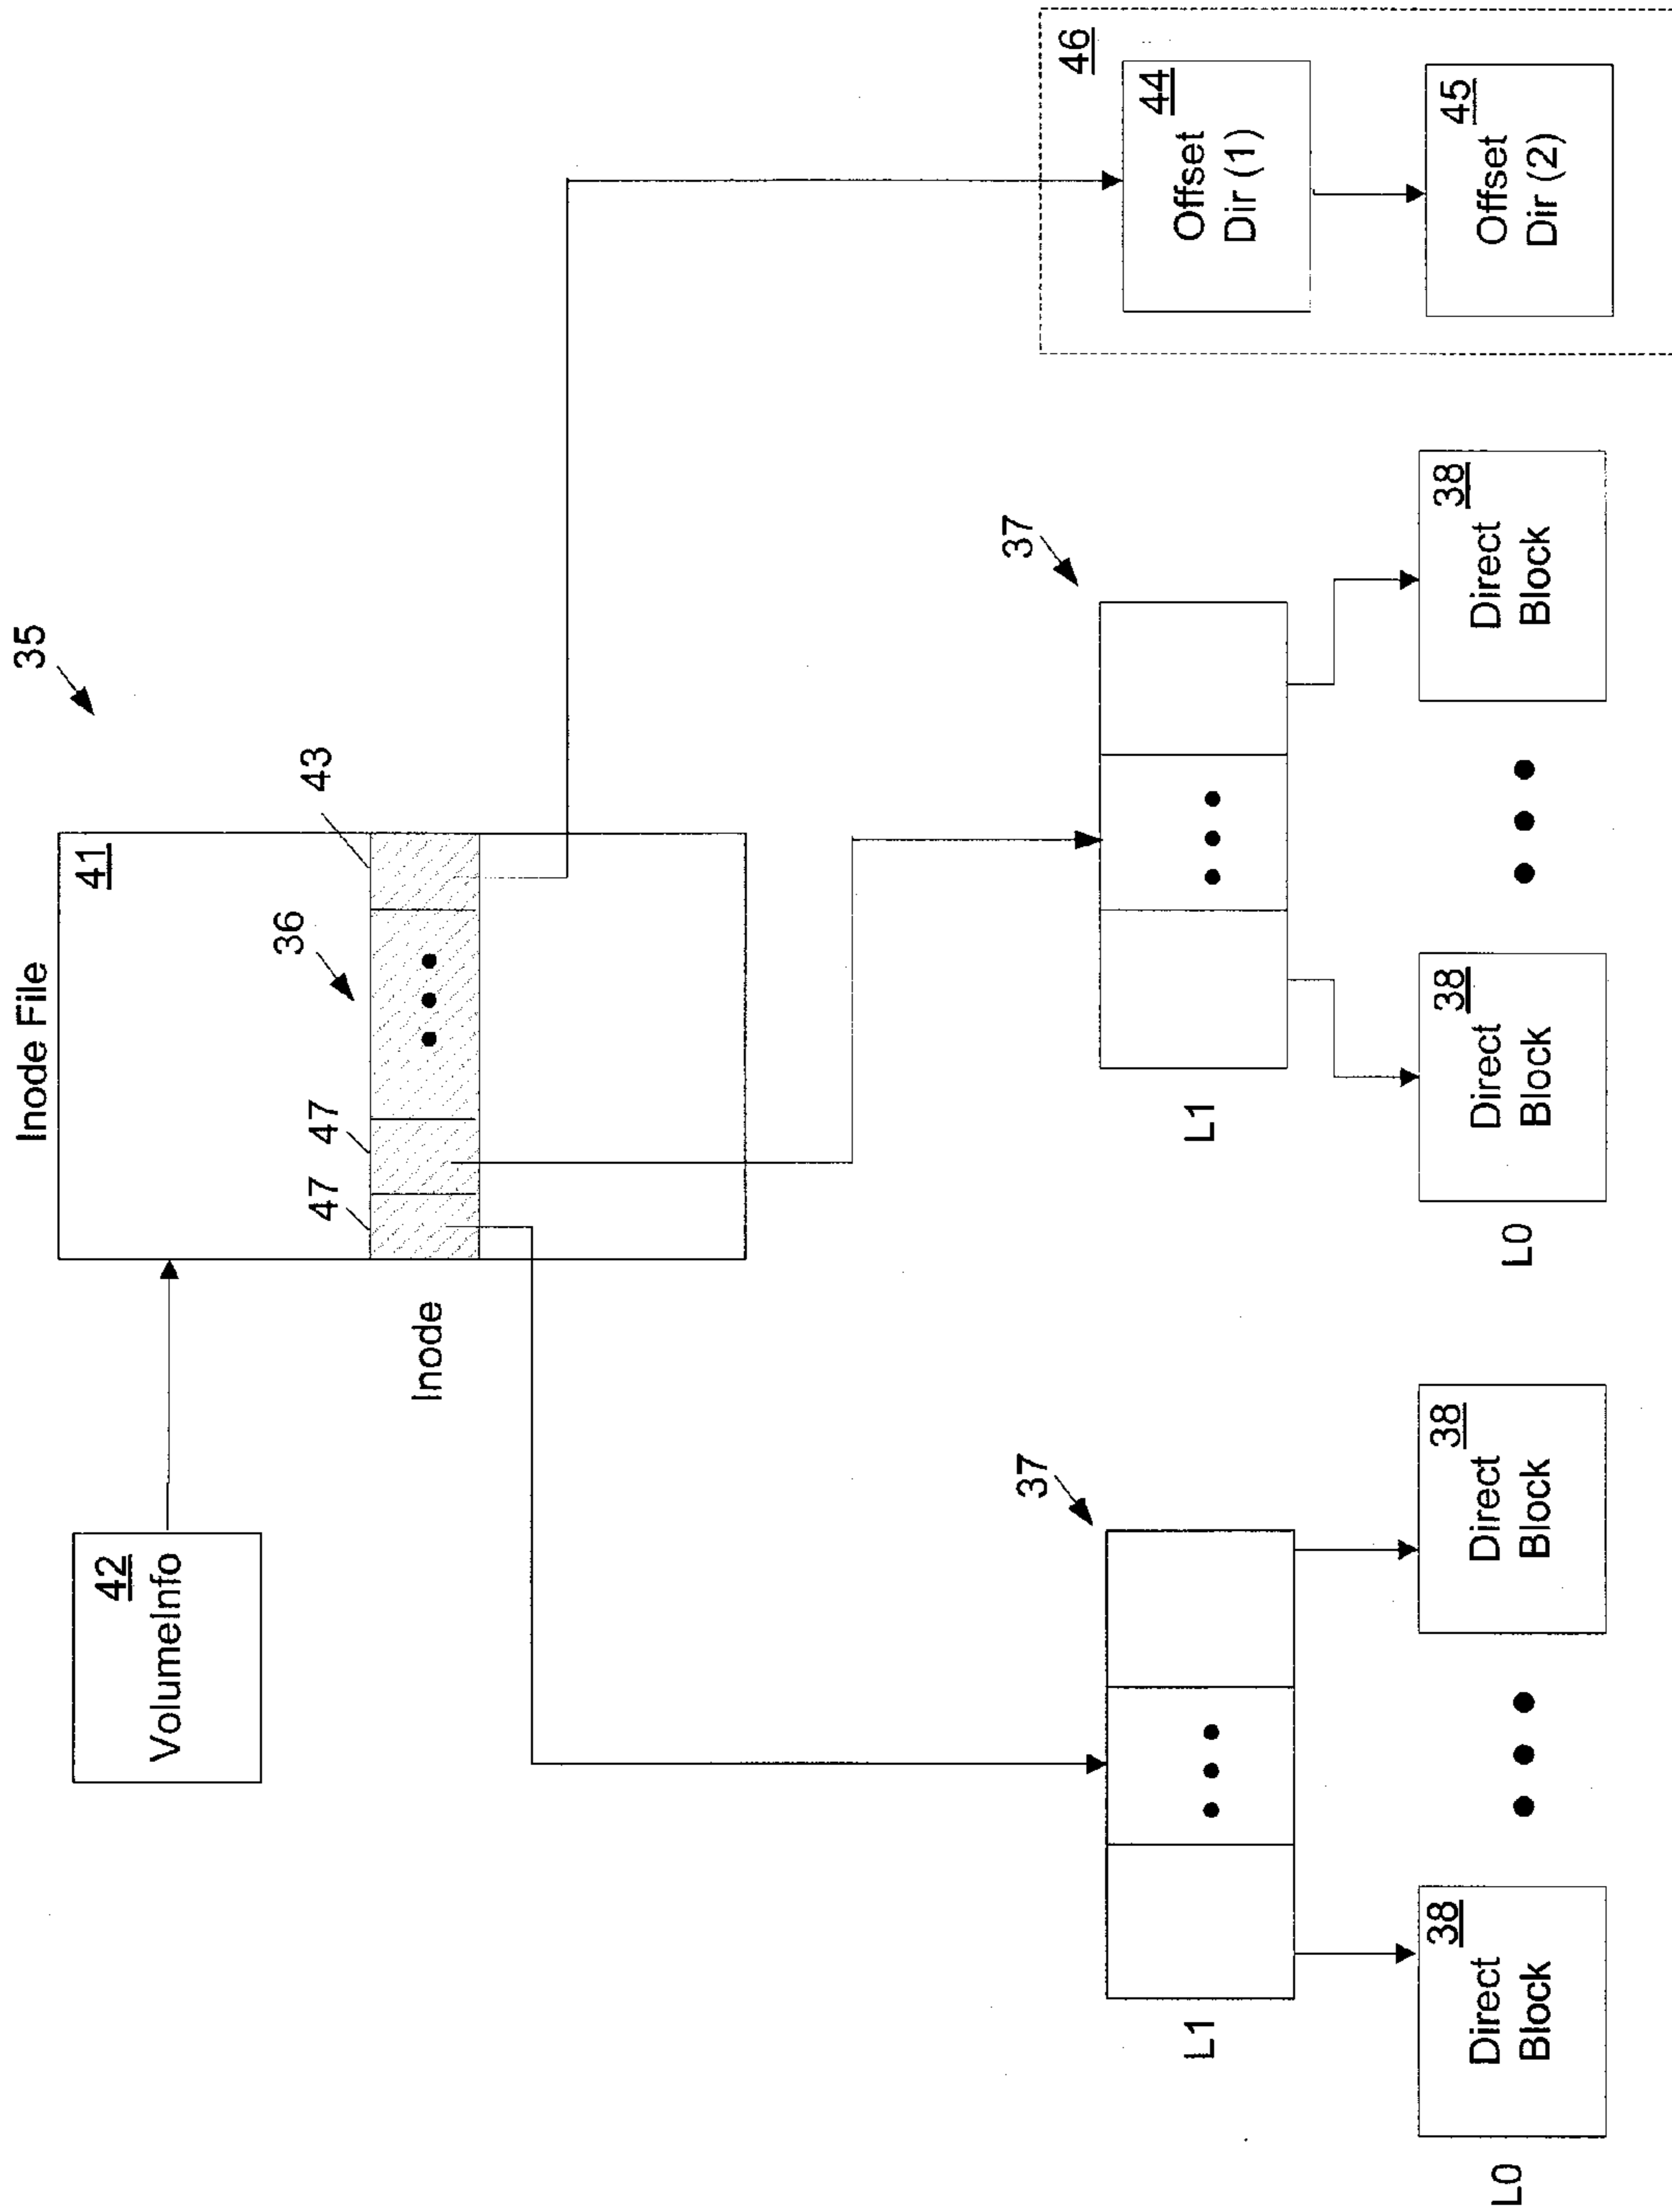 35
Inode File
42
VolumeInfo
41
47
47
36
43
Inode
37
L1
37
L1
46
44
Offset
Dir (1)
38
Direct
Block
38
Direct
Block
38
Direct
Block
38
Direct
Block
45
Offset
Dir (2)
L0
L0